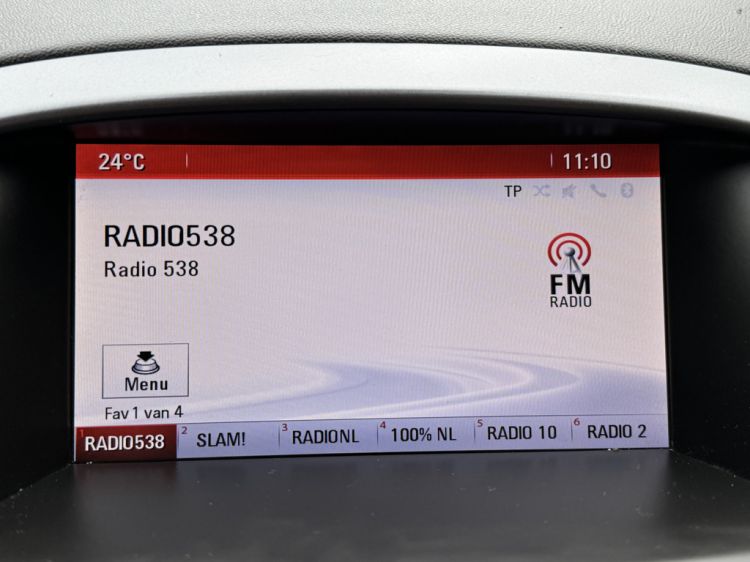 24°C 11:10
TP
RADIO538
Radio 538
FM
RADIO
Menu
Fav 1 van 4
1 RADIO538 2 SLAM! 3 RADIONL 4 100% NL 5 RADIO 10 6 RADIO 2